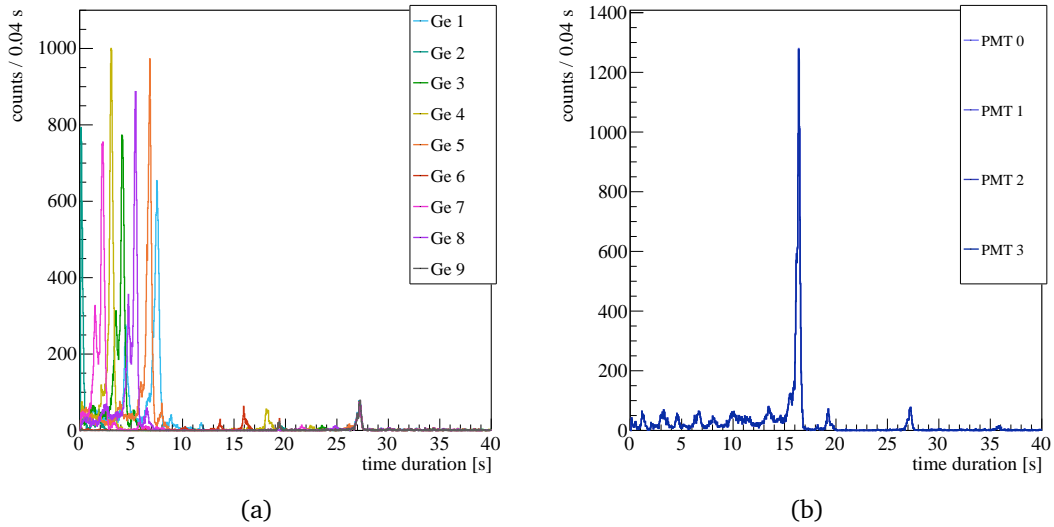 counts / 0.04 s
1000
800
600
400
200
0
0 5 10 15 20 25 30 35 40
time duration [s]
Ge 1
Ge 2
Ge 3
Ge 4
Ge 5
Ge 6
Ge 7
Ge 8
Ge 9
(a)
counts / 0.04 s
1400
1200
1000
800
600
400
200
0
0 5 10 15 20 25 30 35 40
time duration [s]
PMT 0
PMT 1
PMT 2
PMT 3
(b)